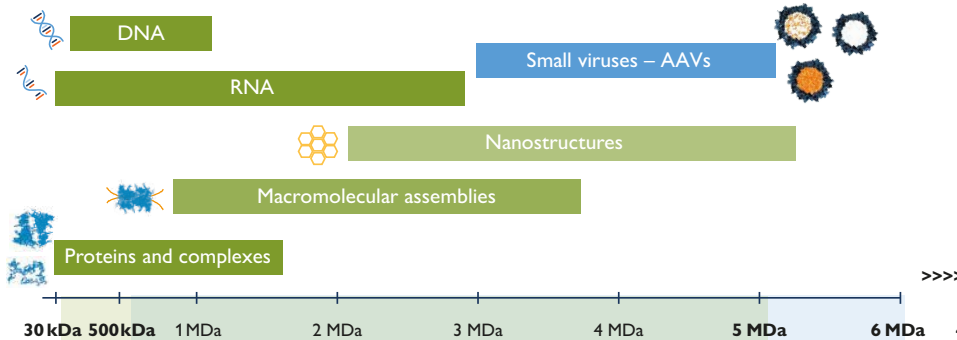 DNA
Small viruses – AAVs
RNA
Nanostructures
Macromolecular assemblies
Proteins and complexes
>>>>
30 kDa 500 kDa 1 MDa 2 MDa 3 MDa 4 MDa 5 MDa 6 MDa